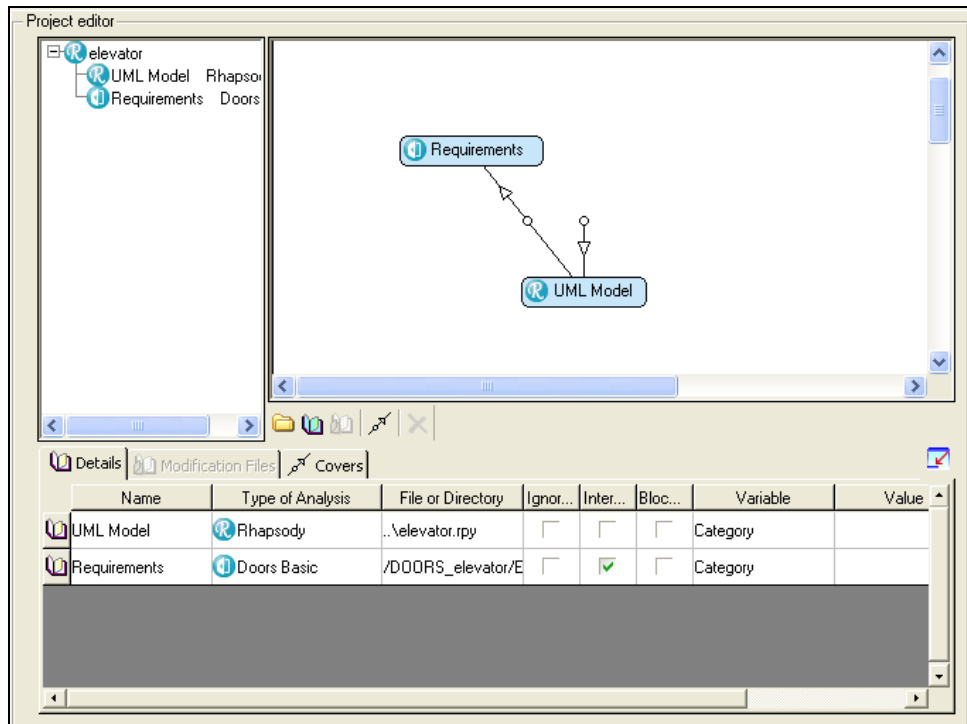 Project editor
elevator
UML Model Rhapso
Requirements Doors
Requirements
UML Model
Details Modification Files Covers
Name Type of Analysis File or Directory Ignor... Inter... Bloc... Variable Value
UML Model Rhapsody ..\elevator.rpy Category
Requirements Doors Basic /DOORS_elevator/E Category